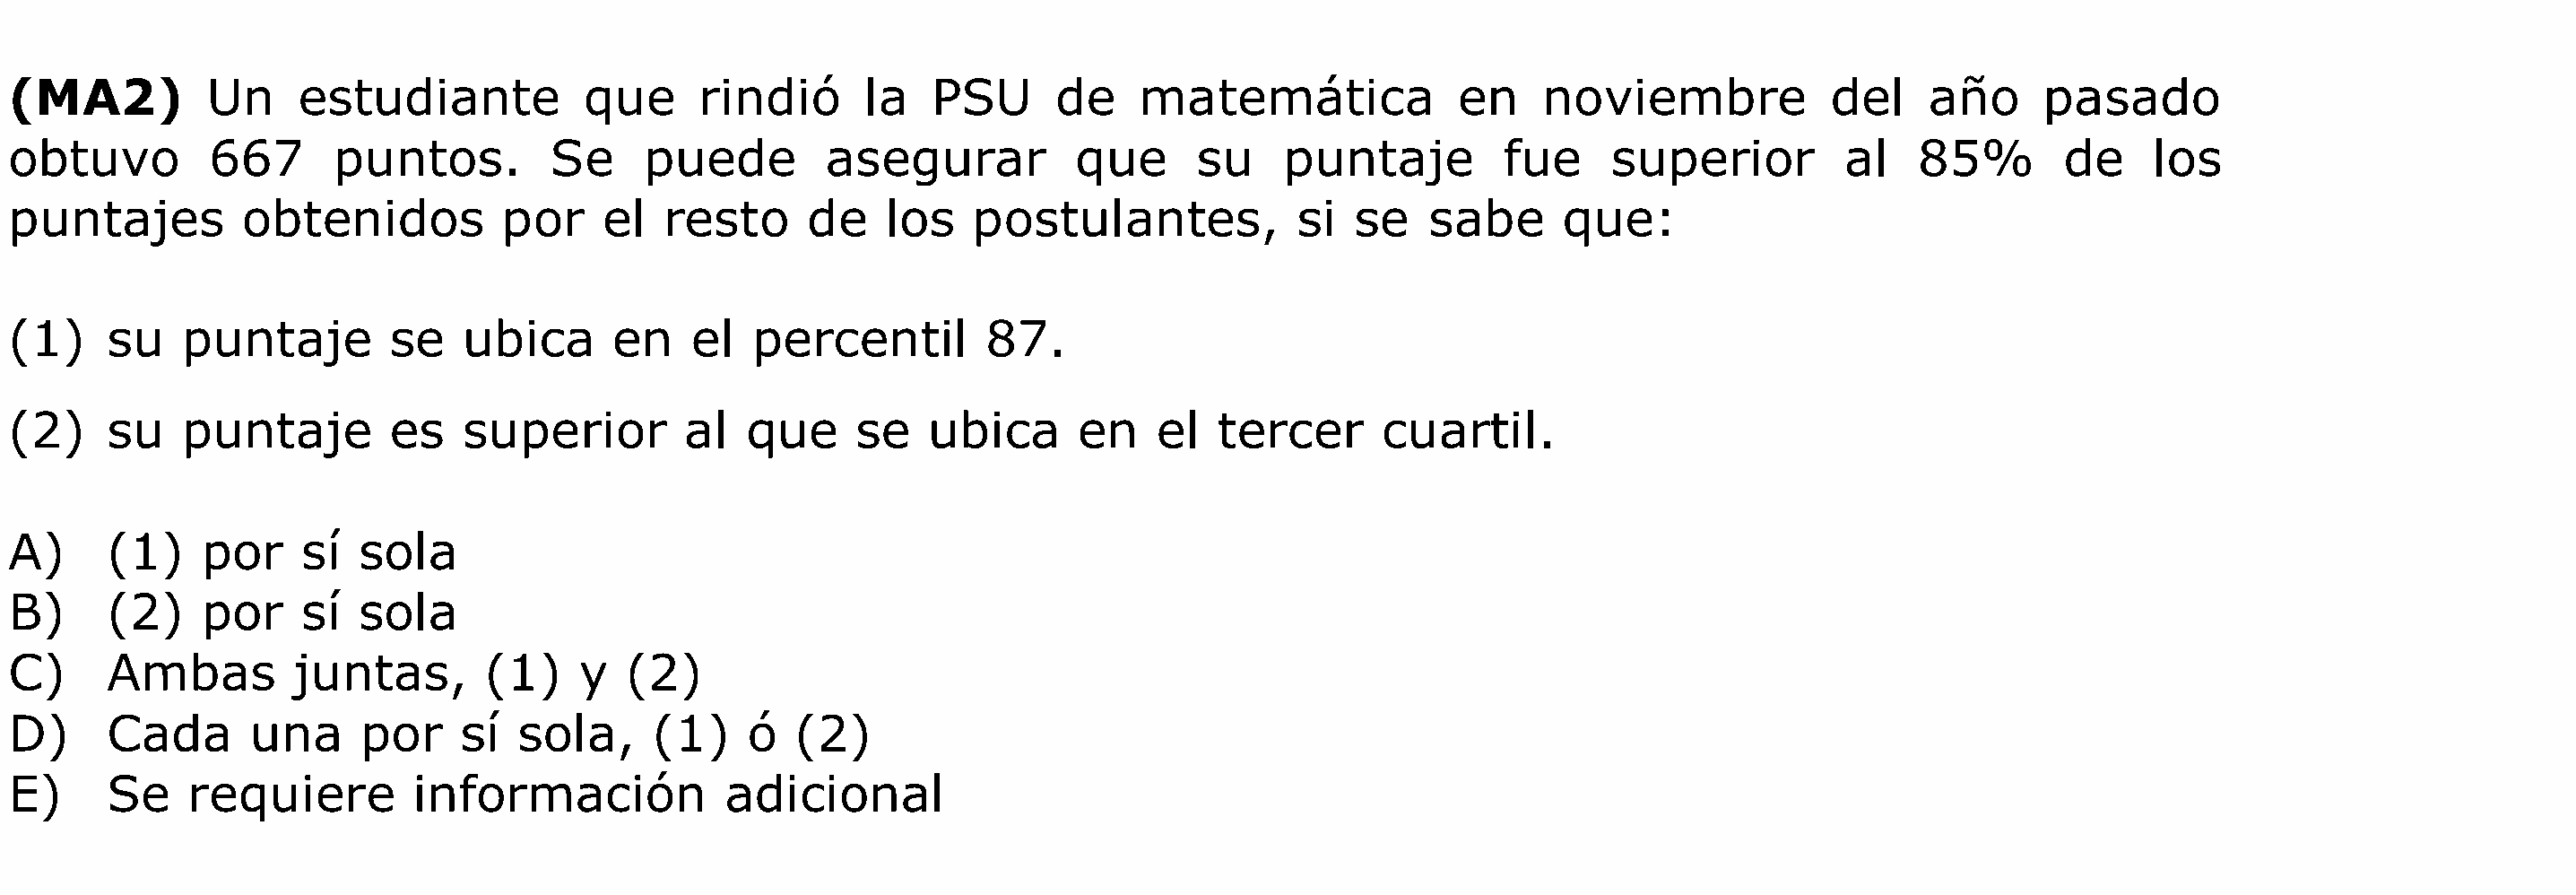 (MA2) Un estudiante que rindió la PSU de matemática en noviembre del año pasado
obtuvo 667 puntos. Se puede asegurar que su puntaje fue superior al 85% de los
puntajes obtenidos por el resto de los postulantes, si se sabe que:
(1) su puntaje se ubica en el percentil 87.
(2) su puntaje es superior al que se ubica en el tercer cuartil.
A) (1) por sí sola
B) (2) por sí sola
C) Ambas juntas, (1) y (2)
D) Cada una por sí sola, (1) ó (2)
E) Se requiere información adicional